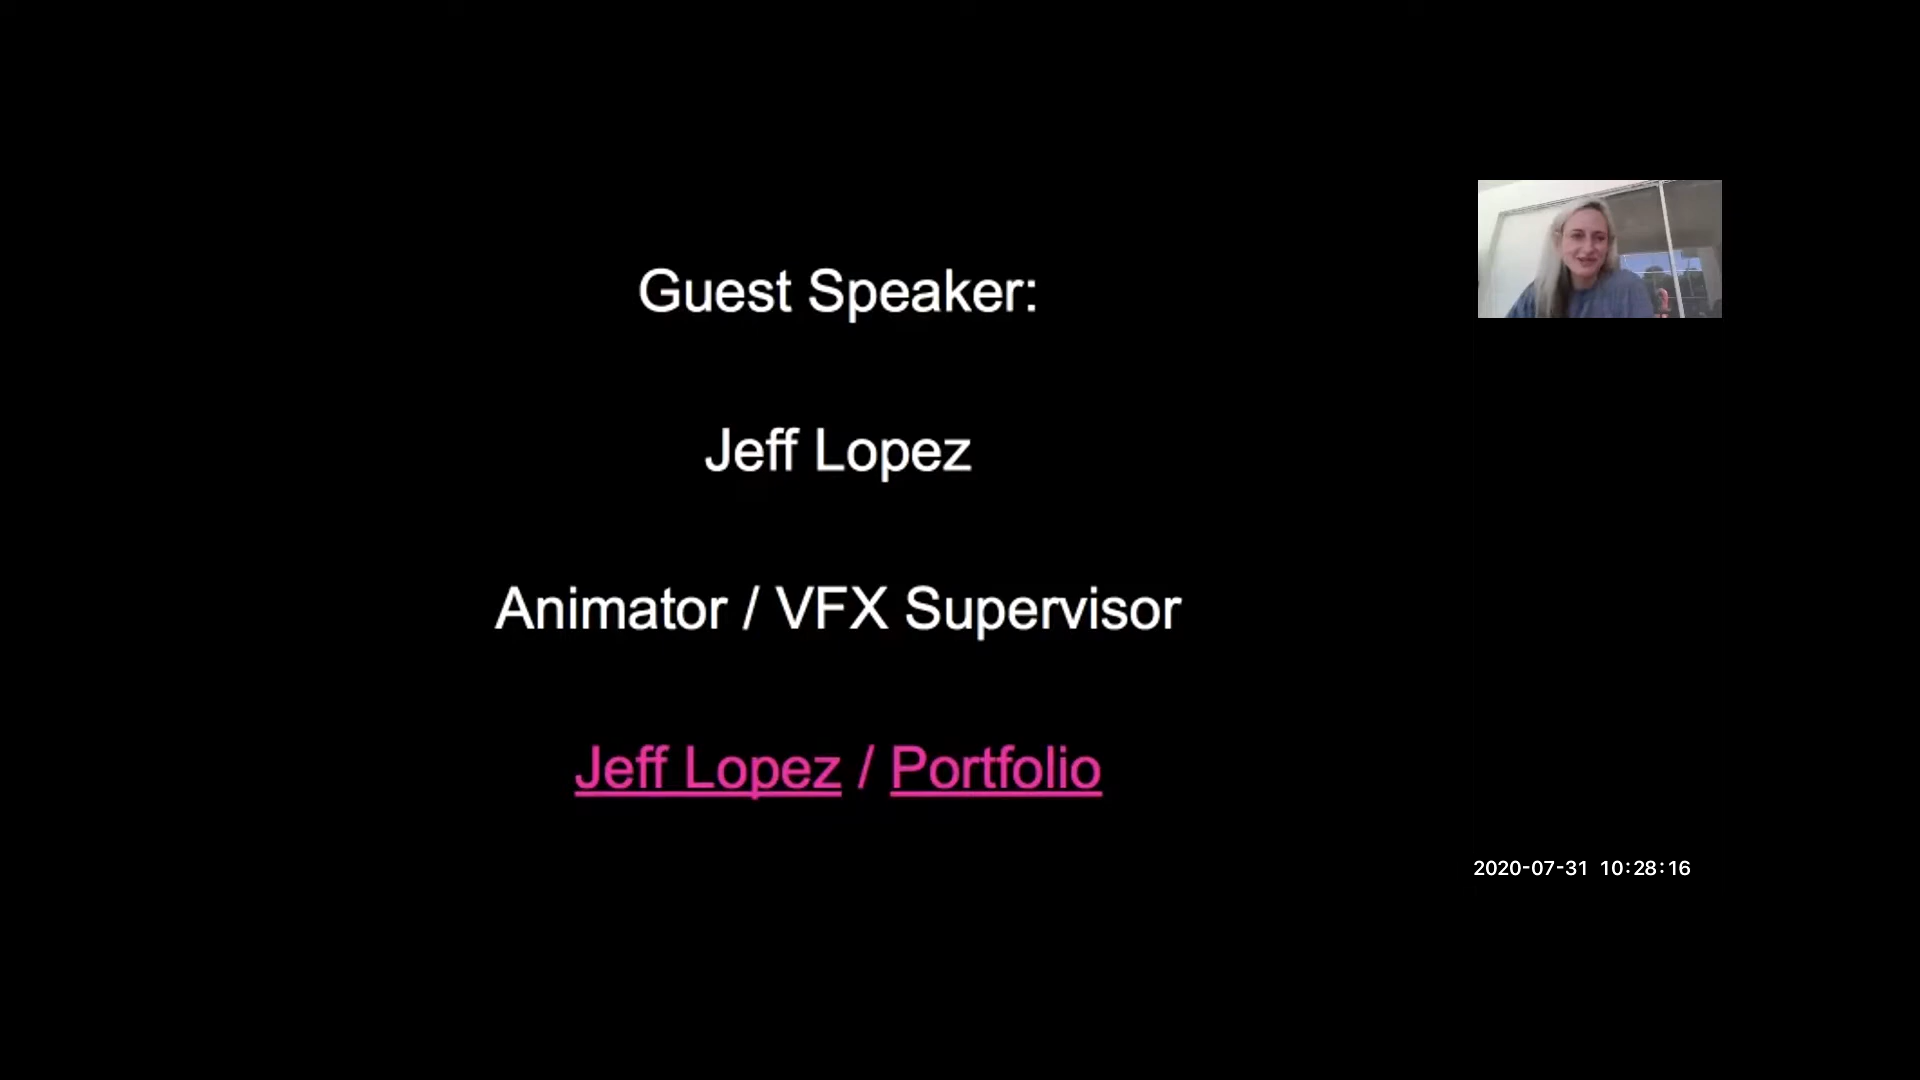 Guest Speaker:
Jeff Lopez
Animator / VFX Supervisor
Jeff Lopez / Portfolio
2020-07-31 10:28:16